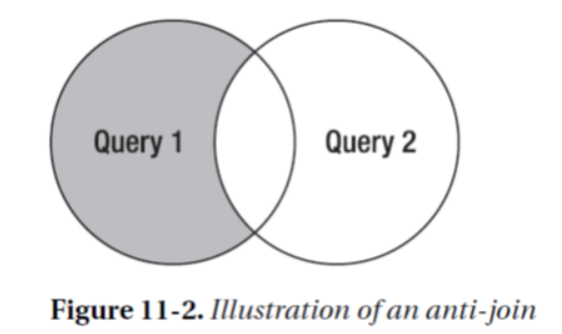 Query 1
Query 2
Figure 11-2. Illustration of an anti-join